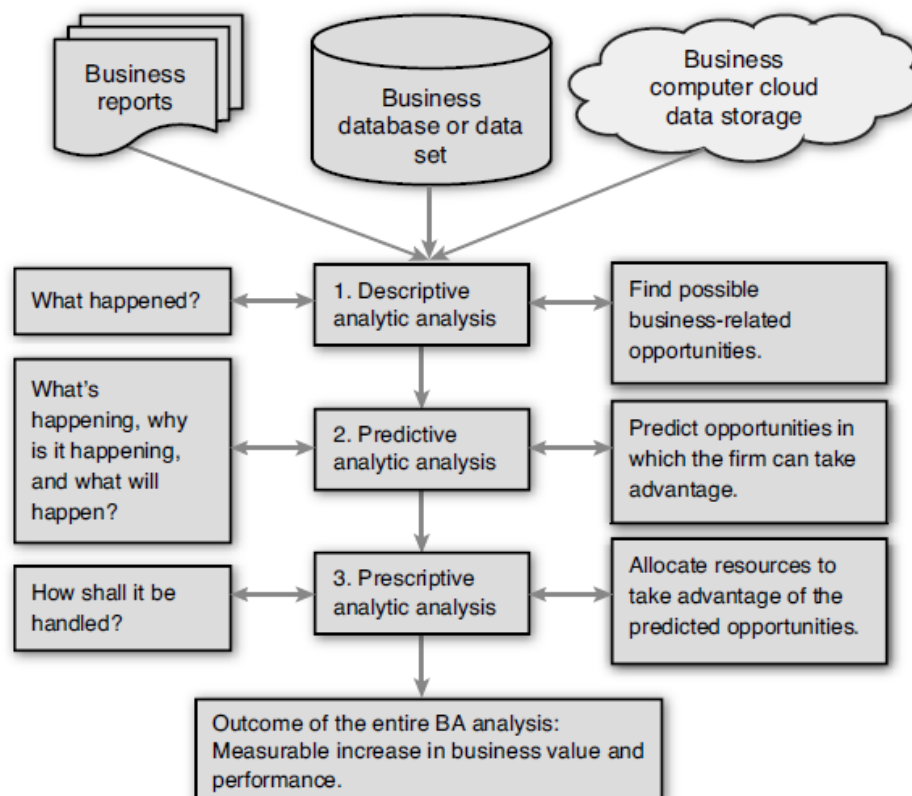 Business
reports
Business
database or data
set
Business
computer cloud
data storage
What happened?
1. Descriptive
analytic analysis
Find possible
business-related
opportunities.
What’s
happening, why
is it happening,
and what will
happen?
2. Predictive
analytic analysis
Predict opportunities in
which the firm can take
advantage.
How shall it be
handled?
3. Prescriptive
analytic analysis
Allocate resources to
take advantage of the
predicted opportunities.
Outcome of the entire BA analysis:
Measurable increase in business value and
performance.